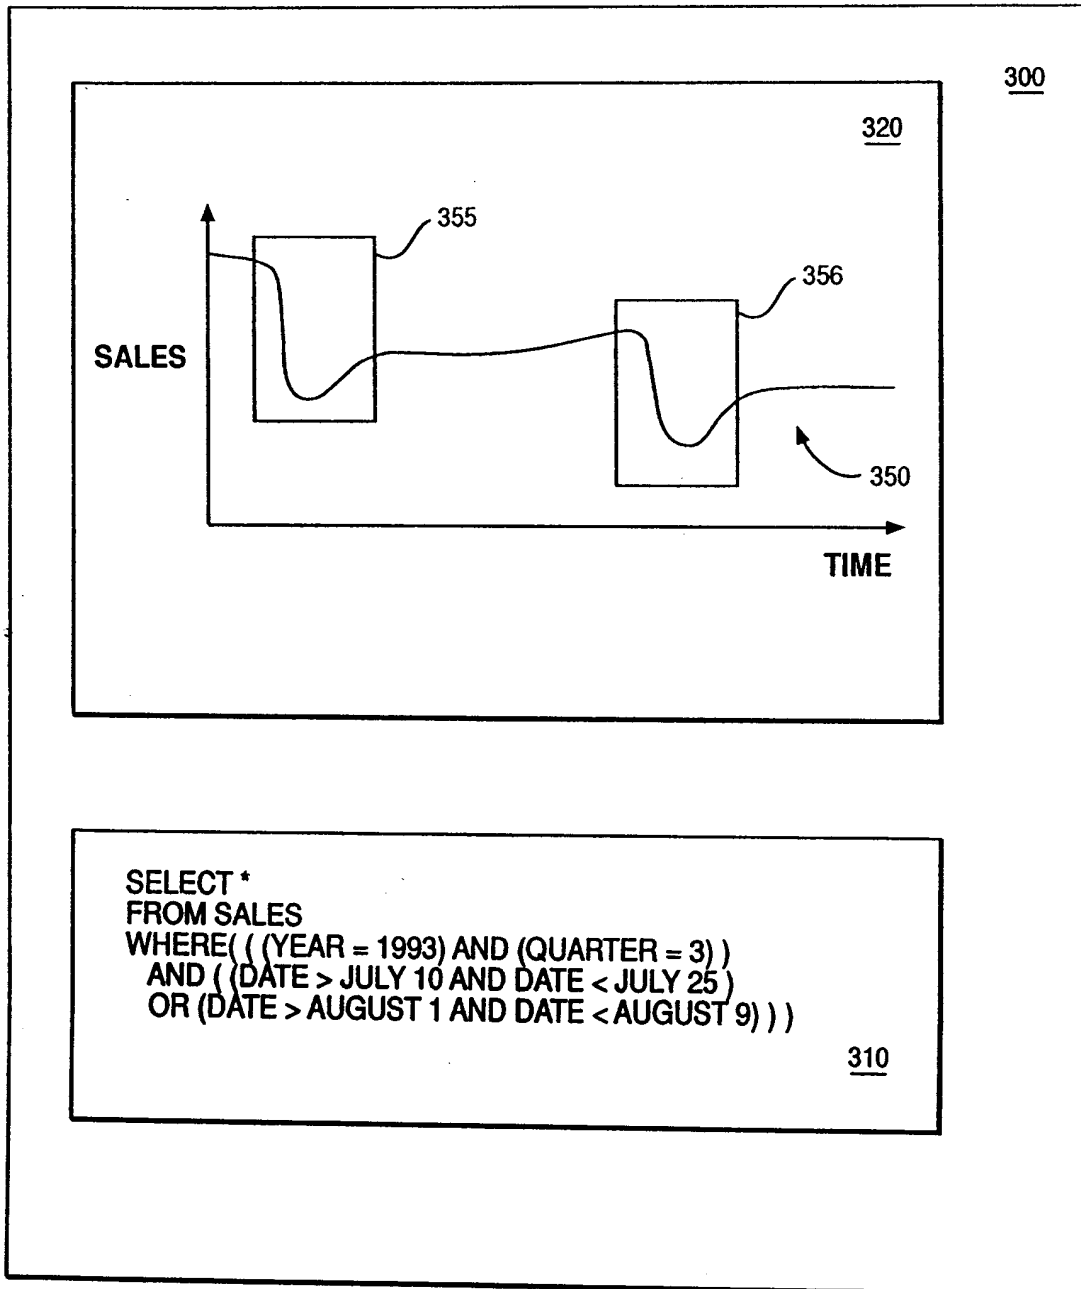 300
320
355
356
SALES
350
TIME
SELECT *
FROM SALES
WHERE( ( (YEAR = 1993) AND (QUARTER = 3) )
AND ( (DATE > JULY 10 AND DATE < JULY 25 )
OR (DATE > AUGUST 1 AND DATE < AUGUST 9) ) )
310